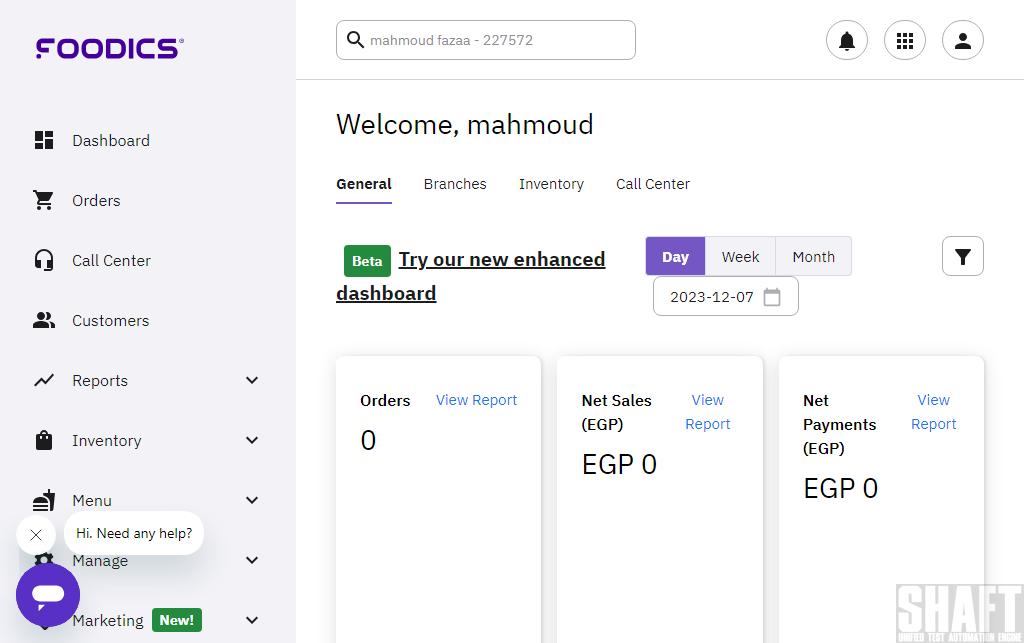 FOODICS
mahmoud fazaa - 227572
Dashboard
Orders
Call Center
Customers
Reports
Inventory
Menu
Hi. Need any help?
Manage
Marketing New!
Welcome, mahmoud
General Branches Inventory Call Center
Beta Try our new enhanced
dashboard
Day Week Month
2023-12-07
Orders View Report
0
Net Sales
(EGP)
View
Report
EGP 0
Net
Payments
(EGP)
View
Report
EGP 0
SHAFT
UNIFIED TEST AUTOMATION ENGINE